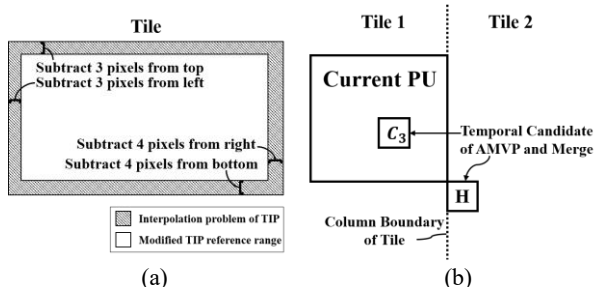 Tile
Subtract 3 pixels from top
Subtract 3 pixels from left
Subtract 4 pixels from right
Subtract 4 pixels from bottom
Interpolation problem of TIP
Modified TIP reference range
(a)
Tile 1
Tile 2
Current PU
C3
Temporal Candidate
of AMVP and Merge
H
Column Boundary
of Tile
(b)